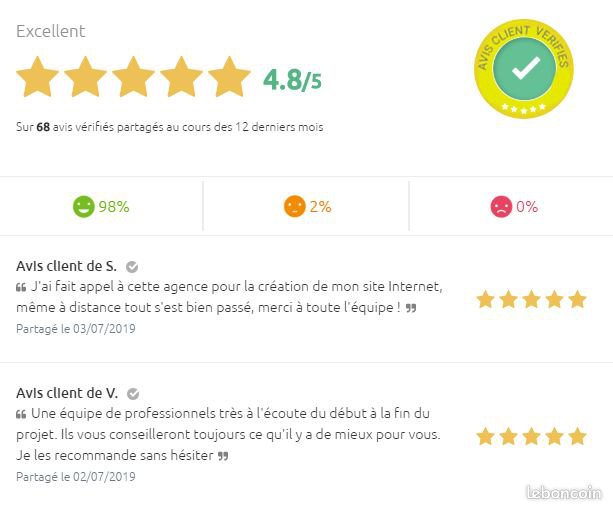 Excellent
4.8/5
AVIS CLIENT VERIFIÉS
Sur 68 avis vérifiés partagés au cours des 12 derniers mois
98%
2%
0%
Avis client de S.
“ J'ai fait appel à cette agence pour la création de mon site Internet,
même à distance tout s'est bien passé, merci à toute l'équipe ! ”
Partagé le 03/07/2019
Avis client de V.
“ Une équipe de professionnels très à l'écoute du début à la fin du
projet. Ils vous conseilleront toujours ce qu'il y a de mieux pour vous.
Je les recommande sans hésiter ”
Partagé le 02/07/2019
leboncoin